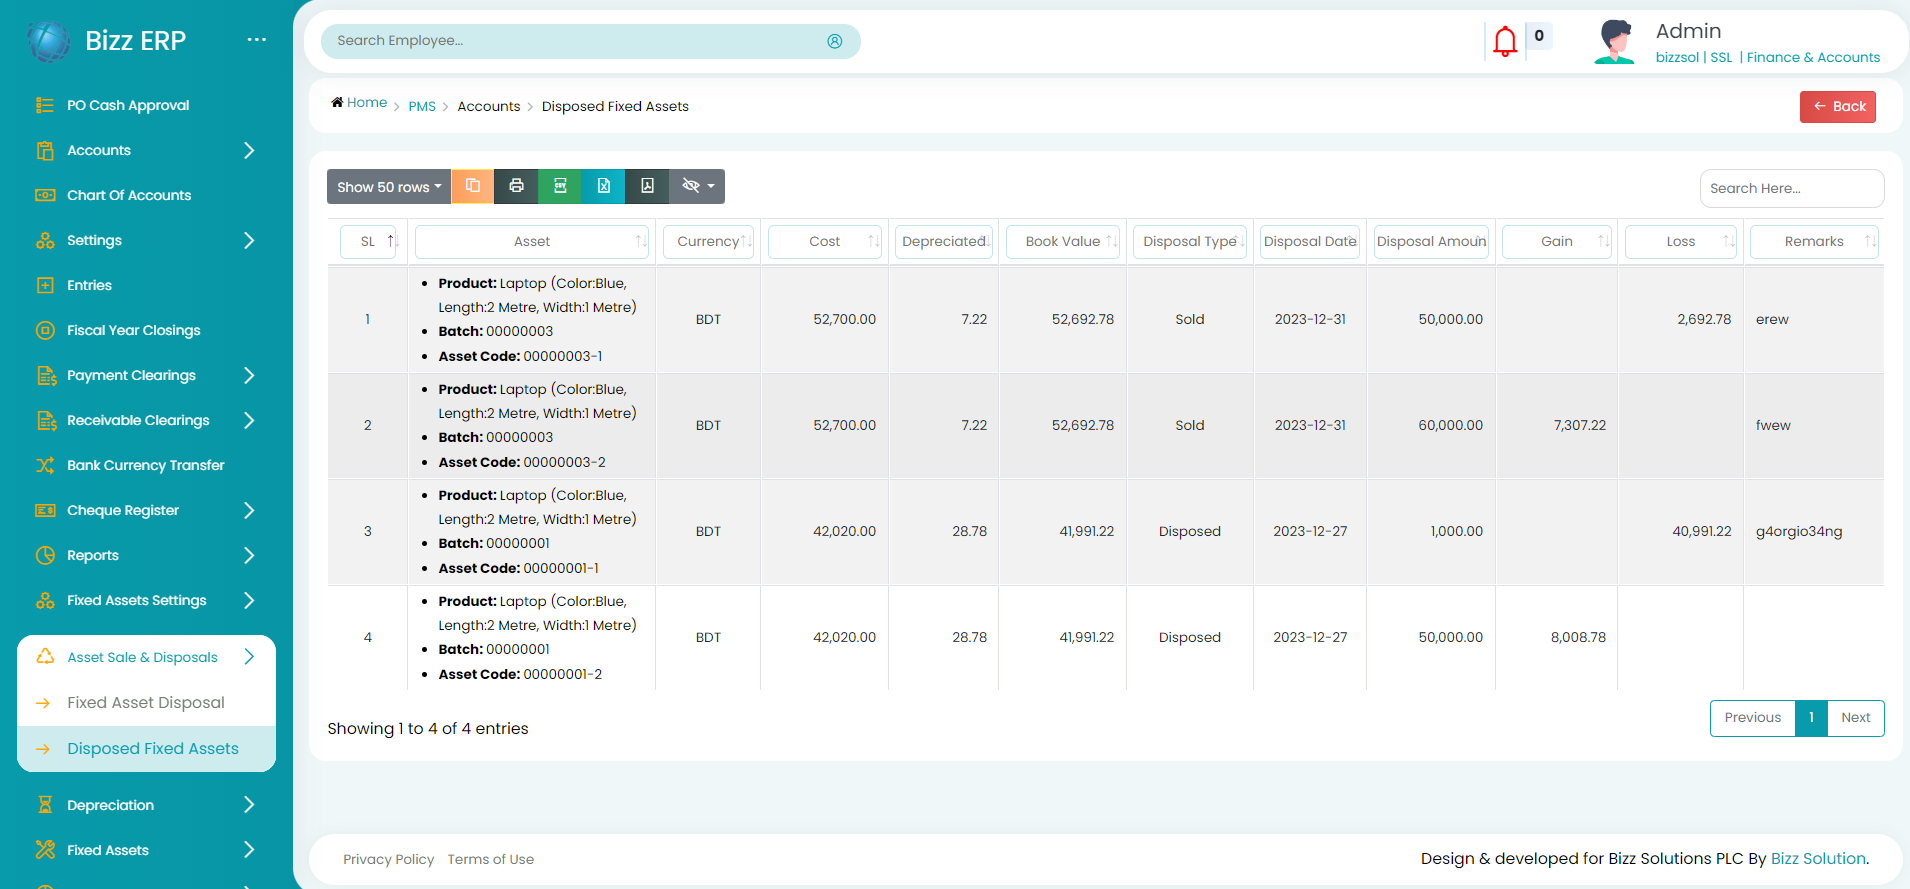 Bizz ERP
PO Cash Approval
Accounts
Chart Of Accounts
Settings
Entries
Fiscal Year Closings
Payment Clearings
Receivable Clearings
Bank Currency Transfer
Cheque Register
Reports
Fixed Assets Settings
Asset Sale & Disposals
Fixed Asset Disposal
Disposed Fixed Assets
Depreciation
Fixed Assets
Search Employee...
0
Admin
bizzsol | SSL | Finance & Accounts
Home > PMS > Accounts > Disposed Fixed Assets
← Back
Show 50 rows
CSV
Search Here...
SL Asset Currency Cost Depreciated Book Value Disposal Type Disposal Date Disposal Amoun Gain Loss Remarks
• Product: Laptop (Color:Blue,
Length:2 Metre, Width:1 Metre)
1 BDT 52,700.00 7.22 52,692.78 Sold 2023-12-31 50,000.00 2,692.78 erew
• Batch: 00000003
• Asset Code: 00000003-1
• Product: Laptop (Color:Blue,
Length:2 Metre, Width:1 Metre)
2 BDT 52,700.00 7.22 52,692.78 Sold 2023-12-31 60,000.00 7,307.22 fwew
• Batch: 00000003
• Asset Code: 00000003-2
• Product: Laptop (Color:Blue,
Length:2 Metre, Width:1 Metre)
3 BDT 42,020.00 28.78 41,991.22 Disposed 2023-12-27 1,000.00 40,991.22 g4orgio34ng
• Batch: 00000001
• Asset Code: 00000001-1
• Product: Laptop (Color:Blue,
Length:2 Metre, Width:1 Metre)
4 BDT 42,020.00 28.78 41,991.22 Disposed 2023-12-27 50,000.00 8,008.78
• Batch: 00000001
• Asset Code: 00000001-2
Showing 1 to 4 of 4 entries
Previous 1 Next
Privacy Policy Terms of Use
Design & developed for Bizz Solutions PLC By Bizz Solution.